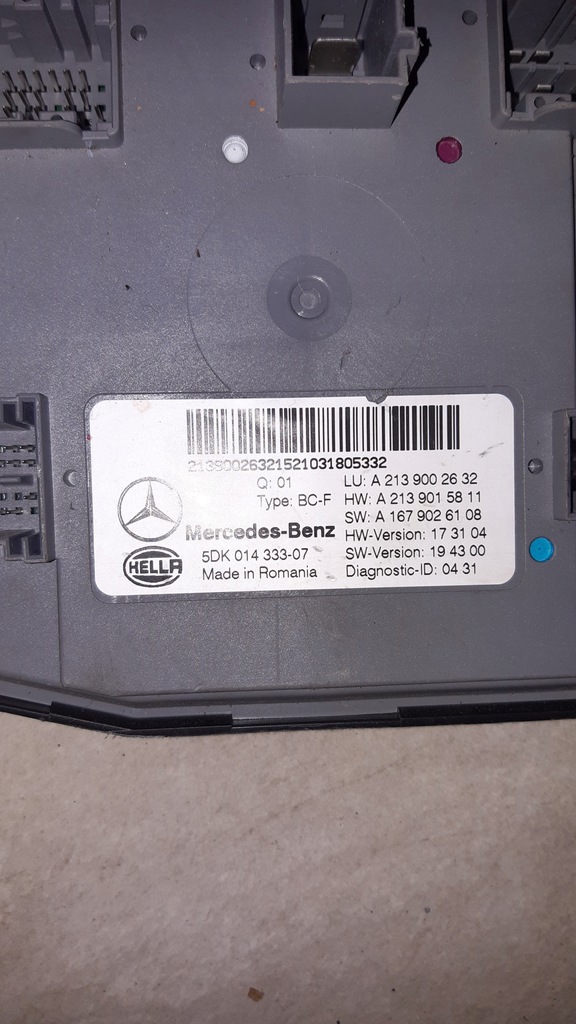 21390026321521031805332
Q: 01
Type: BC-F
Mercedes-Benz
HELLA
5DK 014 333-07
Made in Romania
LU: A 213 900 26 32
HW: A 213 901 58 11
SW: A 167 902 61 08
HW-Version: 17 31 04
SW-Version: 19 43 00
Diagnostic-ID: 04 31